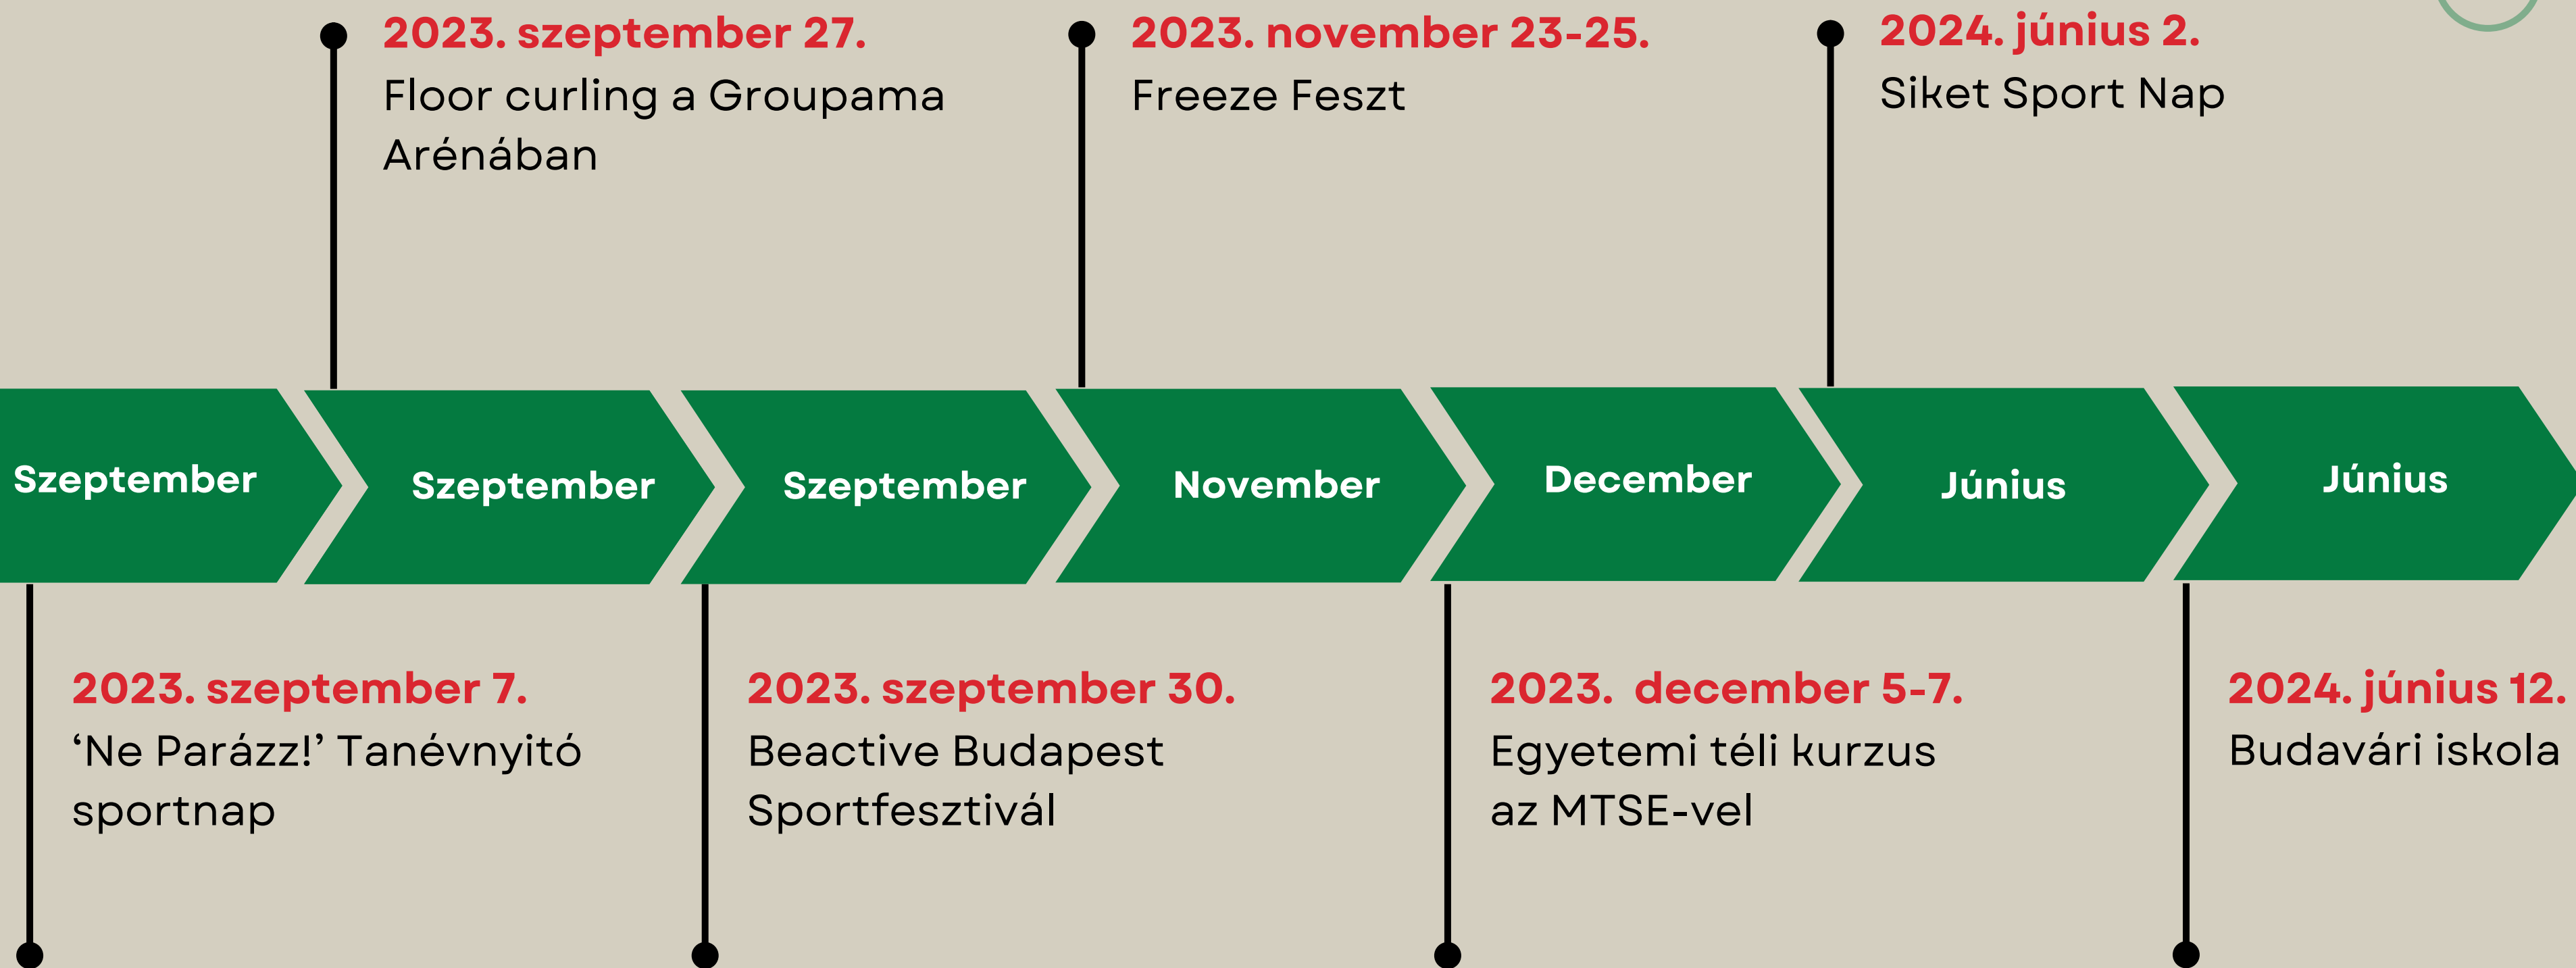 2023. szeptember 27.
Floor curling a Groupama
Arénában
2023. november 23-25.
Freeze Feszt
2024. június 2.
Siket Sport Nap
Szeptember
Szeptember
Szeptember
November
December
Június
Június
2023. szeptember 7.
‘Ne Parázz!’ Tanévnyitó
sportnap
2023. szeptember 30.
Beactive Budapest
Sportfesztivál
2023. december 5-7.
Egyetemi téli kurzus
az MTSE-vel
2024. június 12.
Budavári iskola